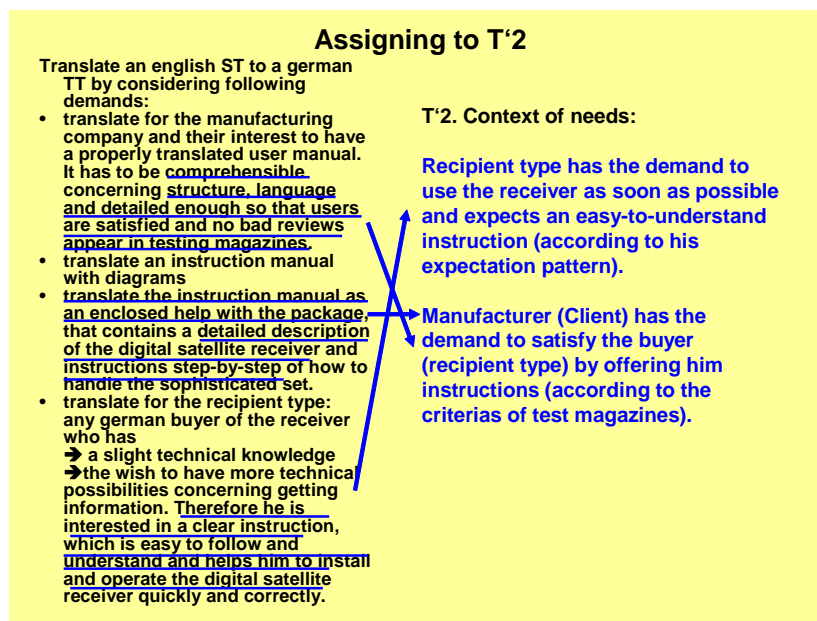 Assigning to T‘2
Translate an english ST to a german
TT by considering following
demands:
• translate for the manufacturing
company and their interest to have
a properly translated user manual.
It has to be comprehensible
concerning structure, language
and detailed enough so that users
are satisfied and no bad reviews
appear in testing magazines.
• translate an instruction manual
with diagrams
• translate the instruction manual as
an enclosed help with the package,
that contains a detailed description
of the digital satellite receiver and
instructions step-by-step of how to
handle the sophisticated set.
• translate for the recipient type:
any german buyer of the receiver
who has
➔ a slight technical knowledge
➔the wish to have more technical
possibilities concerning getting
information. Therefore he is
interested in a clear instruction,
which is easy to follow and
understand and helps him to install
and operate the digital satellite
receiver quickly and correctly.
T‘2. Context of needs:
Recipient type has the demand to
use the receiver as soon as possible
and expects an easy-to-understand
instruction (according to his
expectation pattern).
Manufacturer (Client) has the
demand to satisfy the buyer
(recipient type) by offering him
instructions (according to the
criterias of test magazines).